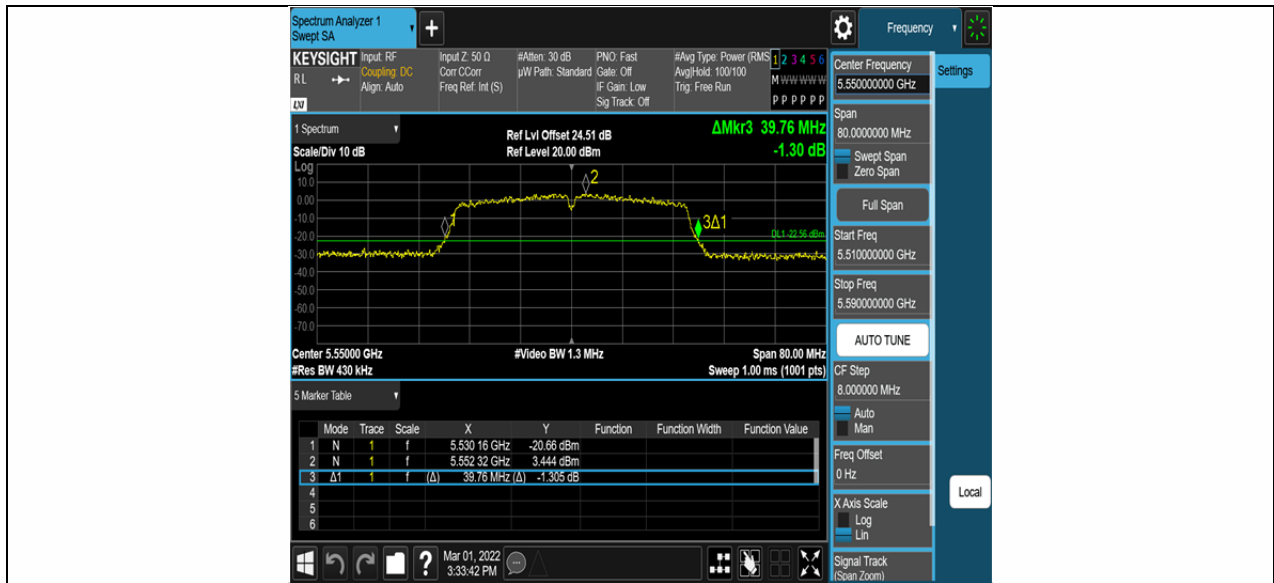 Spectrum Analyzer 1
Swept SA
+
Frequency
KEYSIGHT
RL
LXI
Input: RF
Coupling: DC
Align: Auto
Input Z: 50 Ω
Corr CCorr
Freq Ref: Int (S)
#Atten: 30 dB
µW Path: Standard
PNO: Fast
Gate: Off
IF Gain: Low
Sig Track: Off
#Avg Type: Power (RMS
Avg|Hold: 100/100
Trig: Free Run
1 2 3 4 5 6
M W W W W W
P P P P P P
1 Spectrum
Scale/Div 10 dB
Ref Lvl Offset 24.51 dB
Ref Level 20.00 dBm
ΔMkr3 39.76 MHz
-1.30 dB
Log
10.0
0.00
-10.0
-20.0
-30.0
-40.0
-50.0
-60.0
-70.0
1
2
3Δ1
DL1 -22.56 dBm
Center 5.55000 GHz
#Video BW 1.3 MHz
Span 80.00 MHz
#Res BW 430 kHz
Sweep 1.00 ms (1001 pts)
5 Marker Table
Mode Trace Scale X Y Function Function Width Function Value
1 N 1 f 5.530 16 GHz -20.66 dBm
2 N 1 f 5.552 32 GHz 3.444 dBm
3 Δ1 1 f (Δ) 39.76 MHz (Δ) -1.305 dB
4
5
6
?
Mar 01, 2022
3:33:42 PM
Center Frequency
5.550000000 GHz
Settings
Span
80.0000000 MHz
Swept Span
Zero Span
Full Span
Start Freq
5.510000000 GHz
Stop Freq
5.590000000 GHz
AUTO TUNE
CF Step
8.000000 MHz
Auto
Man
Freq Offset
0 Hz
Local
X Axis Scale
Log
Lin
Signal Track
(Span Zoom)